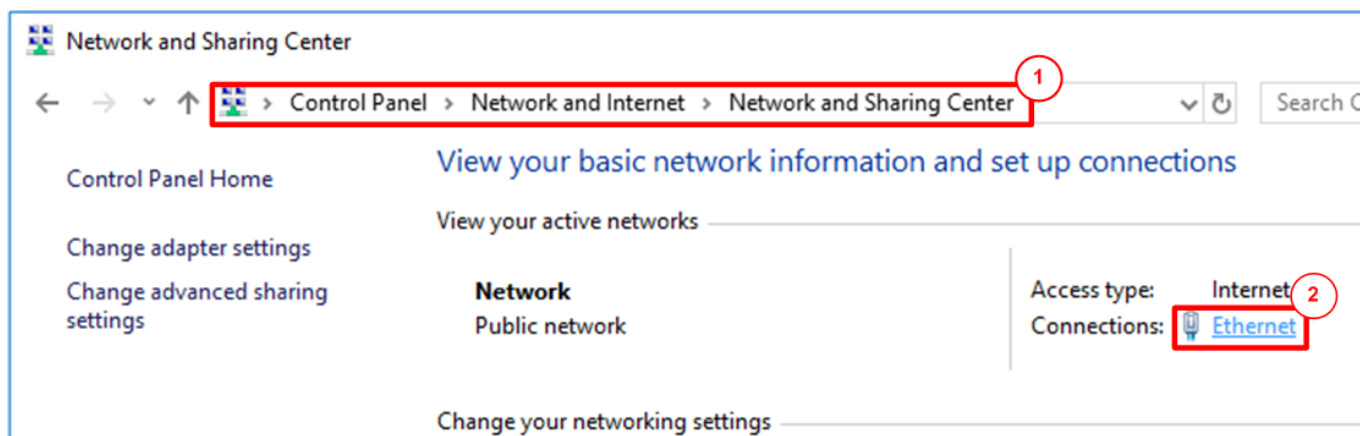 Network and Sharing Center
1
Control Panel > Network and Internet > Network and Sharing Center
Search C
Control Panel Home
View your basic network information and set up connections
View your active networks
Change adapter settings
Change advanced sharing
settings
Network
Public network
Access type: Internet
2
Connections: Ethernet
Change your networking settings